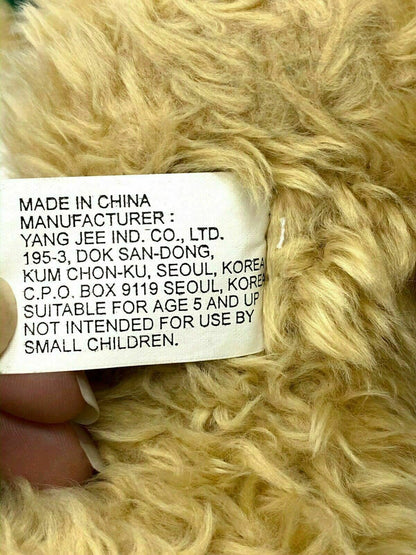 MADE IN CHINA
MANUFACTURER :
YANG JEE IND. CO., LTD.
195-3, DOK SAN-DONG,
KUM CHON-KU, SEOUL, KOREA
C.P.O. BOX 9119 SEOUL, KOREA
SUITABLE FOR AGE 5 AND UP
NOT INTENDED FOR USE BY
SMALL CHILDREN.